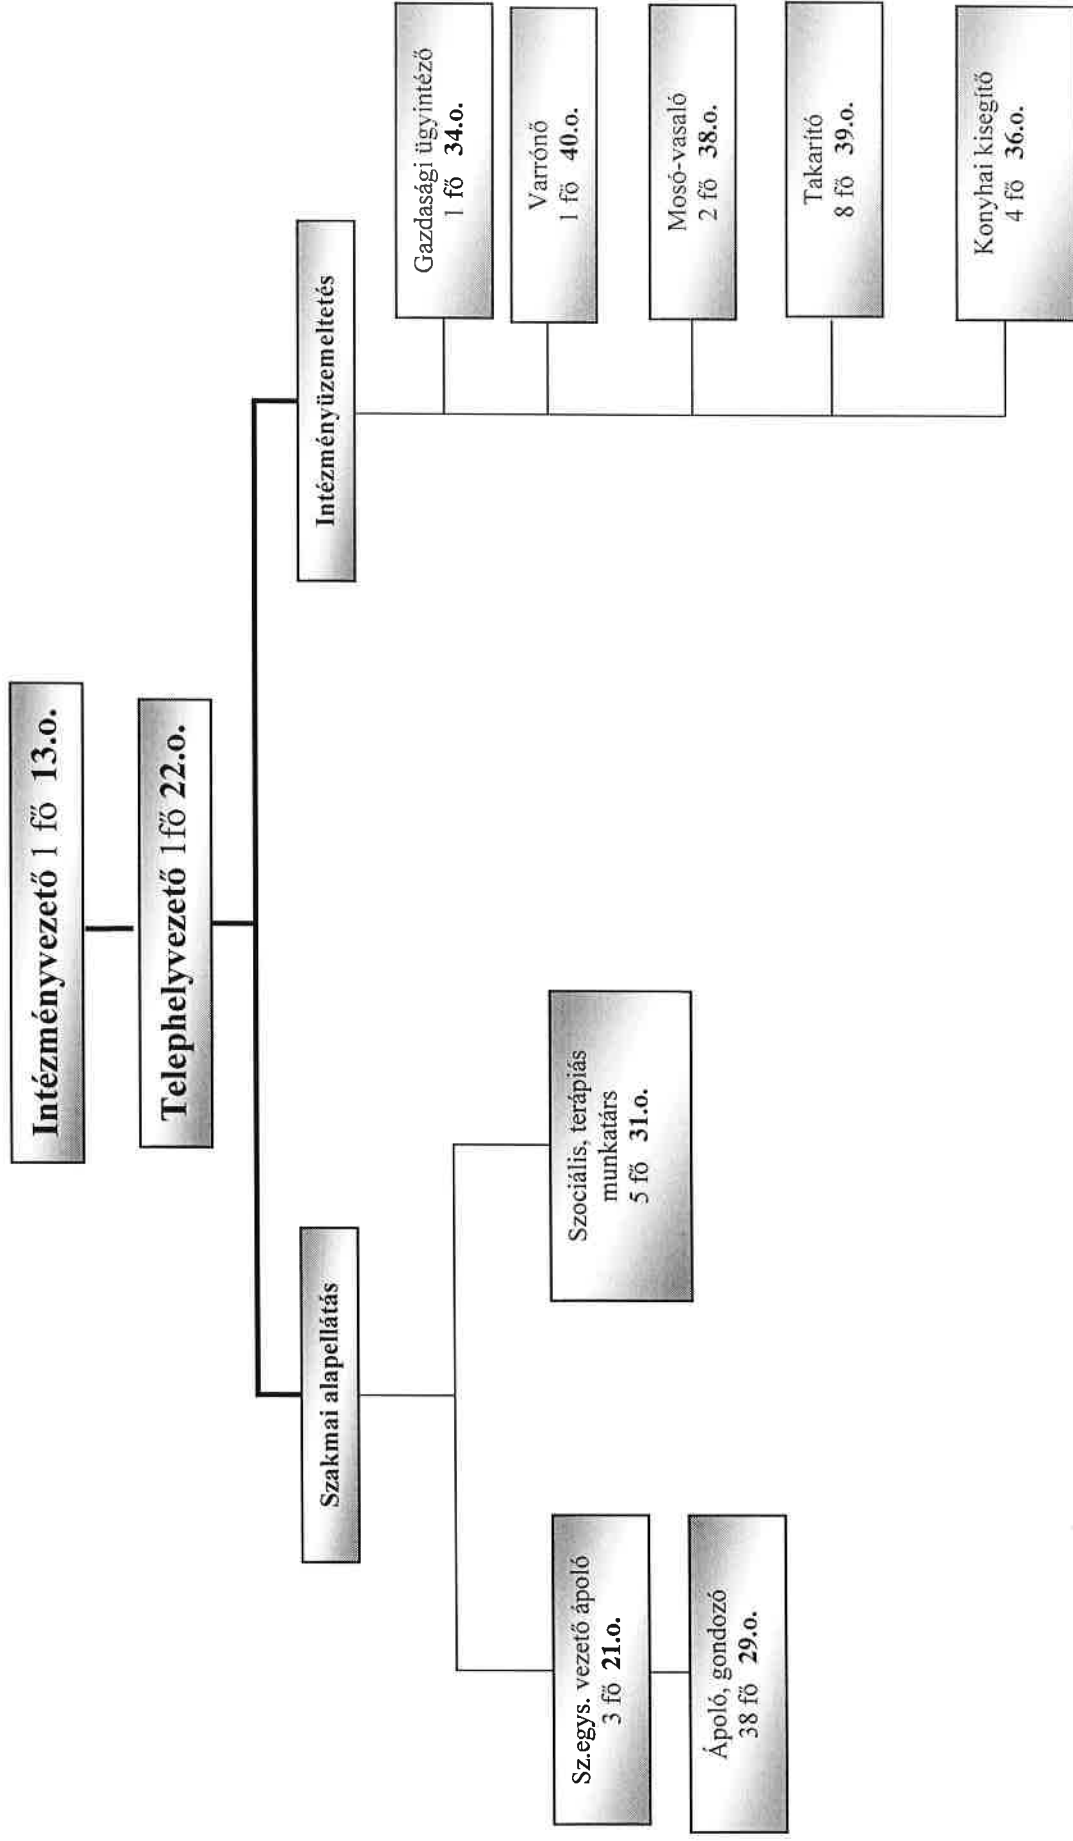 Intézményvezető 1 fő 13.o.
Telephelyvezető 1fő 22.o.
Szakmai alapellátás
Intézményüzemeltetés
Sz.egys. vezető ápoló
3 fő 21.o.
Ápoló, gondozó
38 fő 29.o.
Szociális, terápiás
munkatárs
5 fő 31.o.
Gazdasági ügyintéző
1 fő 34.o.
Varrónő
1 fő 40.o.
Mosó-vasaló
2 fő 38.o.
Takarító
8 fő 39.o.
Konyhai kisegítő
4 fő 36.o.